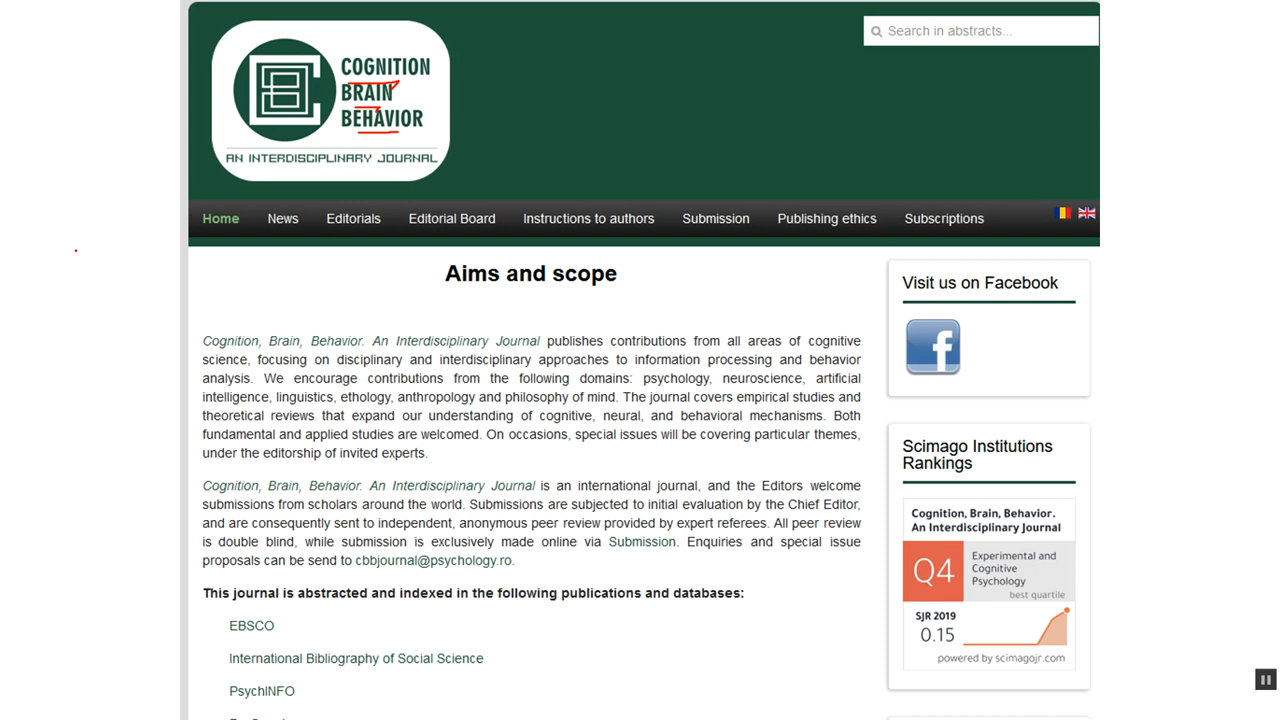 COGNITION
BRAIN
BEHAVIOR
AN INTERDISCIPLINARY JOURNAL
Search in abstracts...
Home News Editorials Editorial Board Instructions to authors Submission Publishing ethics Subscriptions
Aims and scope
Cognition, Brain, Behavior. An Interdisciplinary Journal publishes contributions from all areas of cognitive
science, focusing on disciplinary and interdisciplinary approaches to information processing and behavior
analysis. We encourage contributions from the following domains: psychology, neuroscience, artificial
intelligence, linguistics, ethology, anthropology and philosophy of mind. The journal covers empirical studies and
theoretical reviews that expand our understanding of cognitive, neural, and behavioral mechanisms. Both
fundamental and applied studies are welcomed. On occasions, special issues will be covering particular themes,
under the editorship of invited experts.
Cognition, Brain, Behavior. An Interdisciplinary Journal is an international journal, and the Editors welcome
submissions from scholars around the world. Submissions are subjected to initial evaluation by the Chief Editor,
and are consequently sent to independent, anonymous peer review provided by expert referees. All peer review
is double blind, while submission is exclusively made online via Submission. Enquiries and special issue
proposals can be send to cbbjournal@psychology.ro.
This journal is abstracted and indexed in the following publications and databases:
EBSCO
International Bibliography of Social Science
PsychINFO
Visit us on Facebook
Scimago Institutions
Rankings
Cognition, Brain, Behavior.
An Interdisciplinary Journal
Q4
Experimental and
Cognitive
Psychology
best quartile
SJR 2019
0.15
powered by scimagojr.com